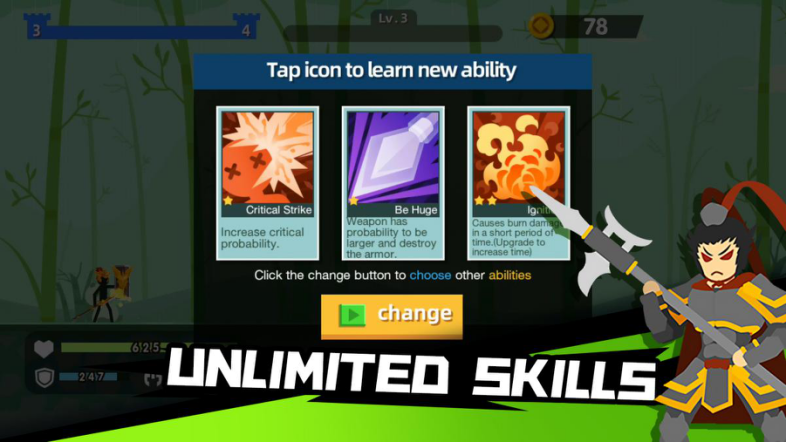 3
4
Lv.3
78
Tap icon to learn new ability
Critical Strike
Increase critical
probability.
Be Huge
Weapon has
probability to be
larger and destroy
the armor.
Causes burn damag
in a short period of
time.(Upgrade to
increase time)
Click the change button to choose other abilities
change
UNLIMITED SKILLS